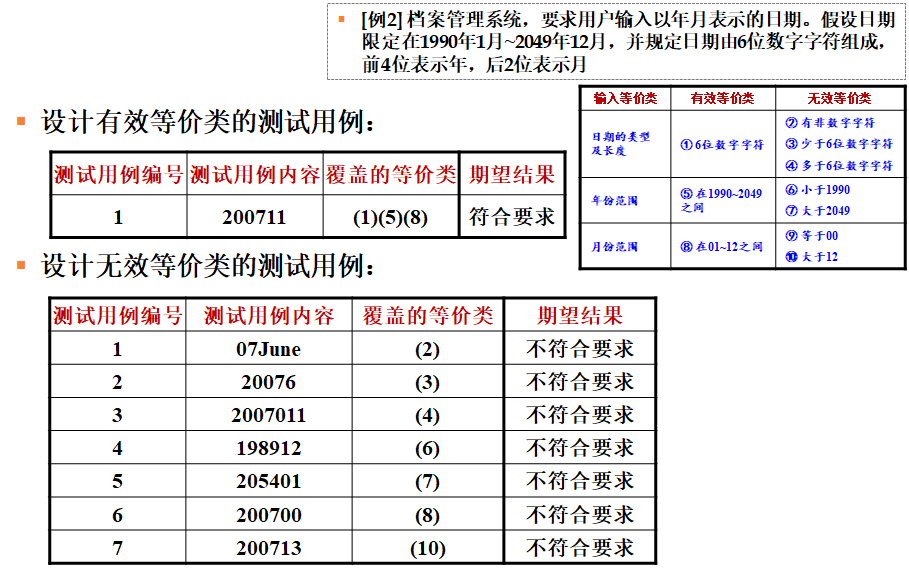 [例2] 档案管理系统，要求用户输入以年月表示的日期。假设日期
限定在1990年1月~2049年12月，并规定日期由6位数字字符组成，
前4位表示年，后2位表示月
设计有效等价类的测试用例：
测试用例编号 测试用例内容 覆盖的等价类 期望结果
1 200711 (1)(5)(8) 符合要求
输入等价类 有效等价类 无效等价类
日期的类型
及长度
①6位数字字符
②有非数字字符
③少于6位数字字符
④多于6位数字字符
年份范围
⑤在1990~2049
之间
⑥小于1990
⑦大于2049
月份范围
⑧在01~12之间
⑨等于00
⑩大于12
设计无效等价类的测试用例：
测试用例编号 测试用例内容 覆盖的等价类 期望结果
1 07June (2) 不符合要求
2 20076 (3) 不符合要求
3 2007011 (4) 不符合要求
4 198912 (6) 不符合要求
5 205401 (7) 不符合要求
6 200700 (8) 不符合要求
7 200713 (10) 不符合要求